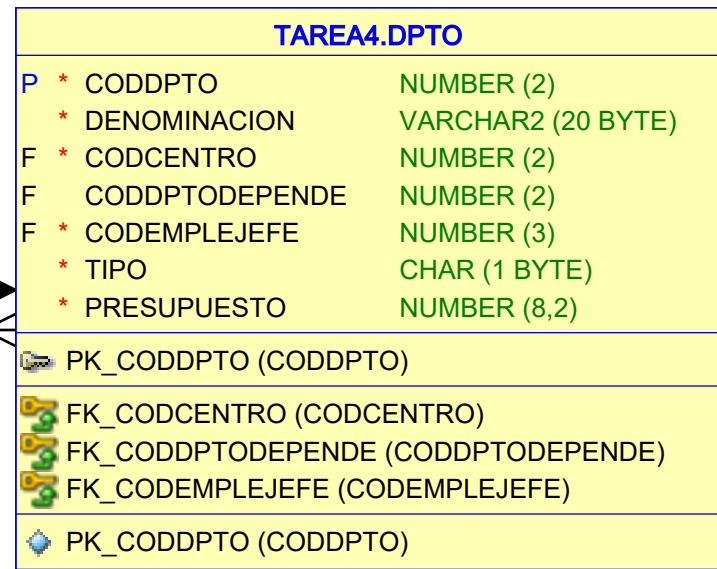 TAREA4.DPTO
P * CODDPTO NUMBER (2)
* DENOMINACION VARCHAR2 (20 BYTE)
F * CODCENTRO NUMBER (2)
F CODDPTODEPENDE NUMBER (2)
F * CODEMPLEJEFE NUMBER (3)
* TIPO CHAR (1 BYTE)
* PRESUPUESTO NUMBER (8,2)
PK_CODDPTO (CODDPTO)
FK_CODCENTRO (CODCENTRO)
FK_CODDPTODEPENDE (CODDPTODEPENDE)
FK_CODEMPLEJEFE (CODEMPLEJEFE)
PK_CODDPTO (CODDPTO)